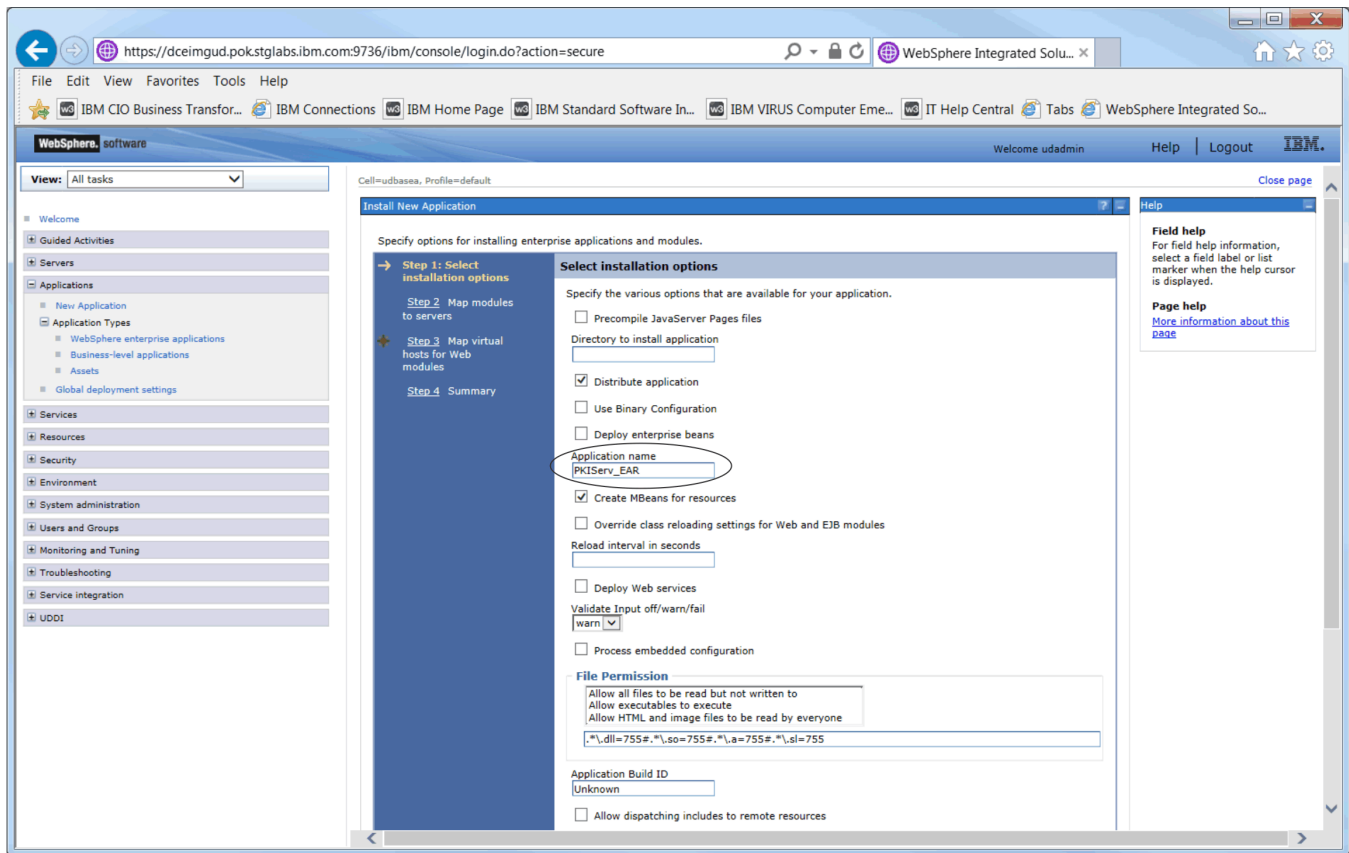 https://dceimgud.pok.stglabs.ibm.com:9736/ibm/console/login.do?action=secure
WebSphere Integrated Solu...
File Edit View Favorites Tools Help
IBM CIO Business Transfor... IBM Connections IBM Home Page IBM Standard Software In... IBM VIRUS Computer Eme... IT Help Central Tabs WebSphere Integrated So...
WebSphere. software
Welcome udadmin
Help | Logout
IBM.
View: All tasks
Welcome
Guided Activities
Servers
Applications
New Application
Application Types
WebSphere enterprise applications
Business-level applications
Assets
Global deployment settings
Services
Resources
Security
Environment
System administration
Users and Groups
Monitoring and Tuning
Troubleshooting
Service integration
UDDI
Cell=udbasea, Profile=default
Close page
Install New Application
Specify options for installing enterprise applications and modules.
Step 1: Select
installation options
Step 2 Map modules
to servers
Step 3 Map virtual
hosts for Web
modules
Step 4 Summary
Select installation options
Specify the various options that are available for your application.
Precompile JavaServer Pages files
Directory to install application
Distribute application
Use Binary Configuration
Deploy enterprise beans
Application name
PKIServ_EAR
Create MBeans for resources
Override class reloading settings for Web and EJB modules
Reload interval in seconds
Deploy Web services
Validate Input off/warn/fail
warn
Process embedded configuration
File Permission
Allow all files to be read but not written to
Allow executables to execute
Allow HTML and image files to be read by everyone
.*\.dll=755#.*\.so=755#.*\.a=755#.*\.sl=755
Application Build ID
Unknown
Allow dispatching includes to remote resources
Help
Field help
For field help information,
select a field label or list
marker when the help cursor
is displayed.
Page help
More information about this
page